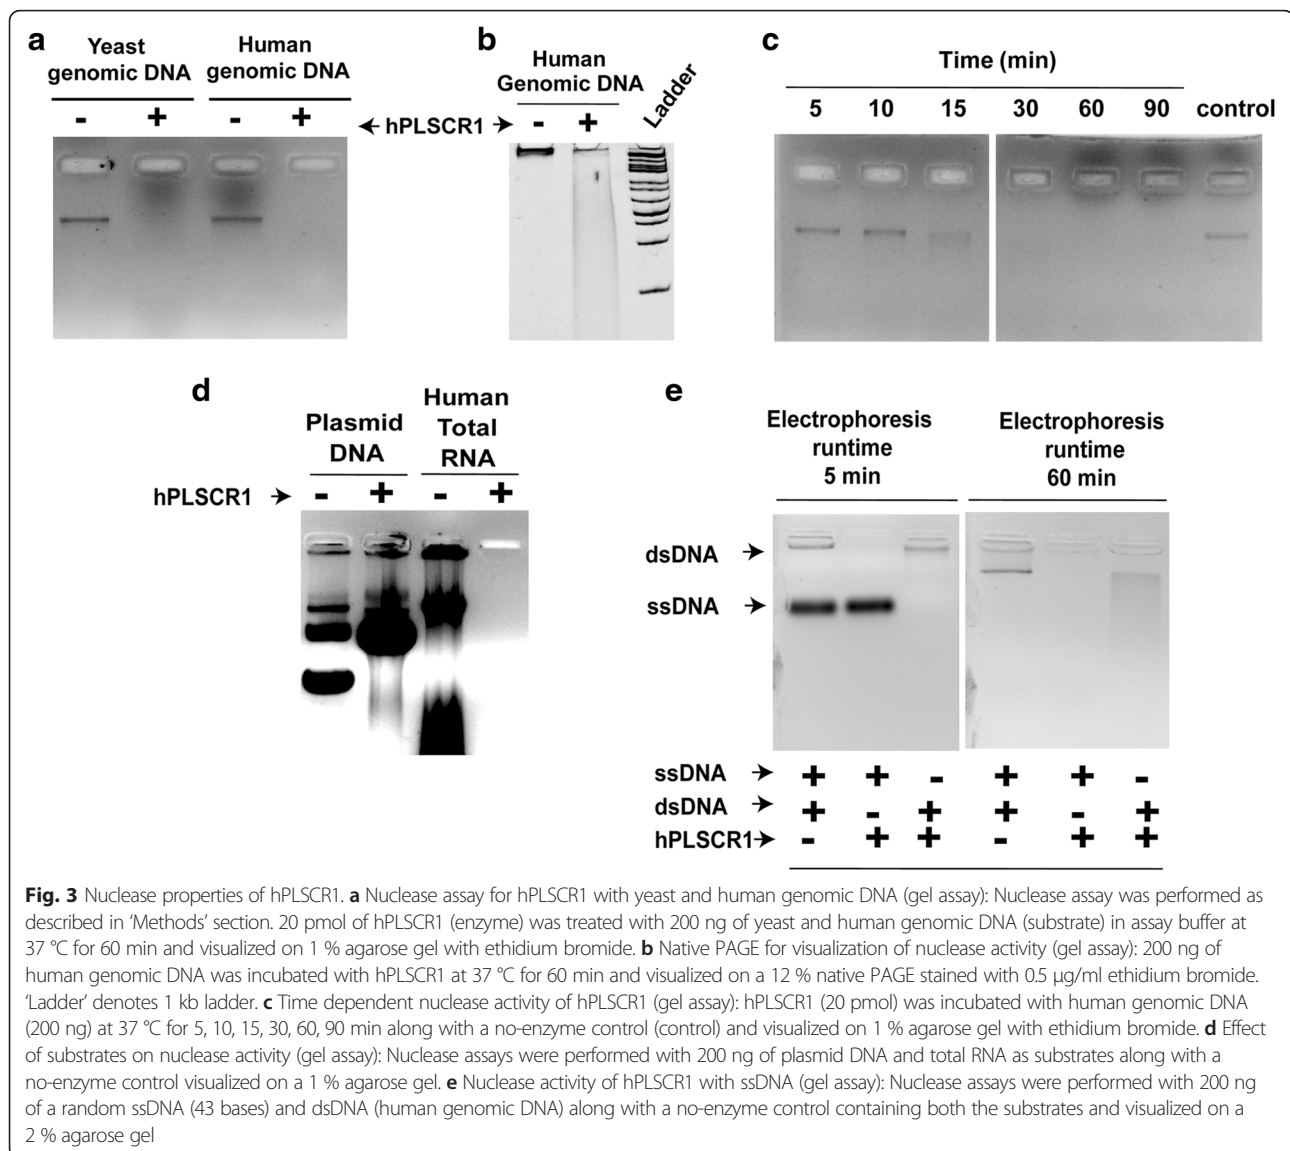 a
Yeast
genomic DNA
Human
genomic DNA
- + - +
hPLSCR1
b
Human
Genomic DNA
Ladder
- +
c
Time (min)
5 10 15 30 60 90 control
d
Plasmid
DNA
Human
Total
RNA
hPLSCR1
- + - +
e
Electrophoresis
runtime
5 min
Electrophoresis
runtime
60 min
dsDNA
ssDNA
ssDNA + + - + + -
dsDNA + - + + - +
hPLSCR1 - + + - + +
Fig. 3 Nuclease properties of hPLSCR1. a Nuclease assay for hPLSCR1 with yeast and human genomic DNA (gel assay): Nuclease assay was performed as
described in ‘Methods’ section. 20 pmol of hPLSCR1 (enzyme) was treated with 200 ng of yeast and human genomic DNA (substrate) in assay buffer at
37 °C for 60 min and visualized on 1 % agarose gel with ethidium bromide. b Native PAGE for visualization of nuclease activity (gel assay): 200 ng of
human genomic DNA was incubated with hPLSCR1 at 37 °C for 60 min and visualized on a 12 % native PAGE stained with 0.5 μg/ml ethidium bromide.
‘Ladder’ denotes 1 kb ladder. c Time dependent nuclease activity of hPLSCR1 (gel assay): hPLSCR1 (20 pmol) was incubated with human genomic DNA
(200 ng) at 37 °C for 5, 10, 15, 30, 60, 90 min along with a no-enzyme control (control) and visualized on 1 % agarose gel with ethidium bromide. d Effect
of substrates on nuclease activity (gel assay): Nuclease assays were performed with 200 ng of plasmid DNA and total RNA as substrates along with a
no-enzyme control visualized on a 1 % agarose gel. e Nuclease activity of hPLSCR1 with ssDNA (gel assay): Nuclease assays were performed with 200 ng
of a random ssDNA (43 bases) and dsDNA (human genomic DNA) along with a no-enzyme control containing both the substrates and visualized on a
2 % agarose gel